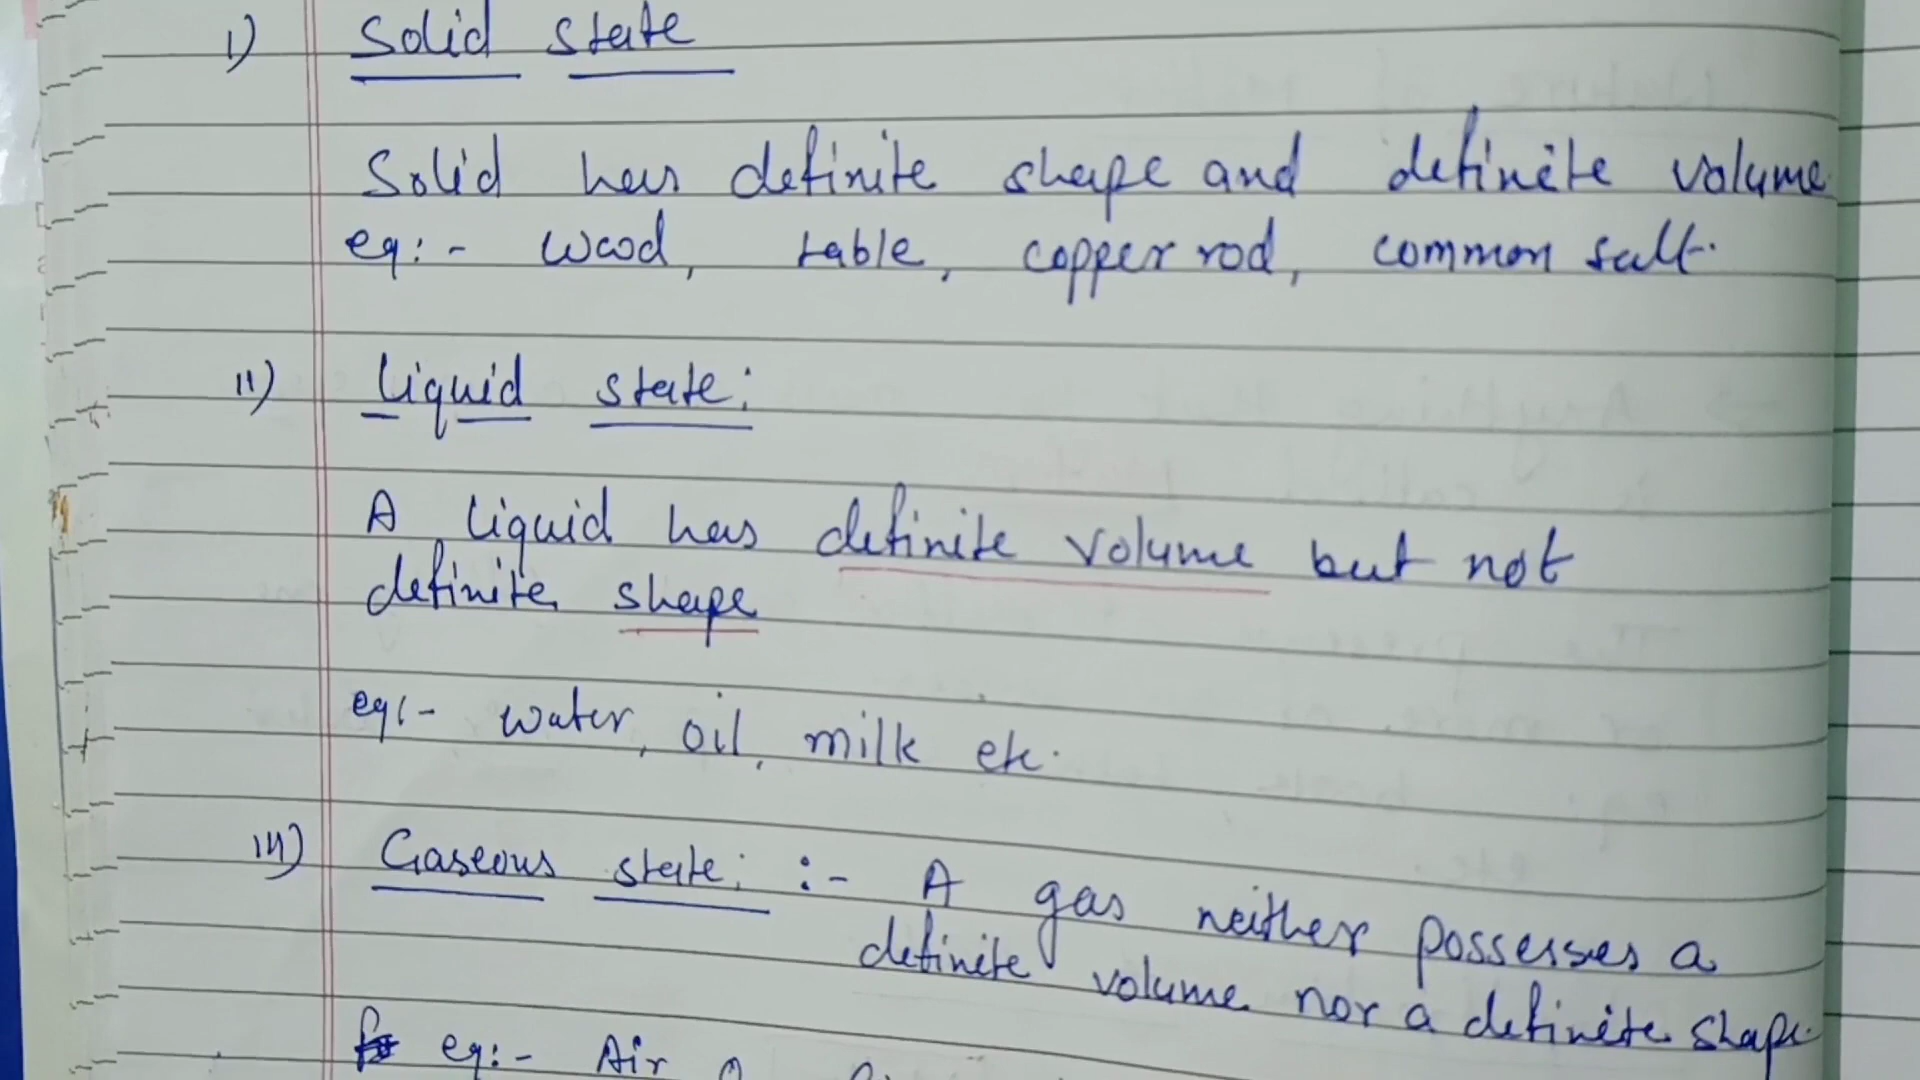 i) Solid state
Solid has definite shape and definite volume
eg:- Wood, table, copper rod, common salt.
ii) Liquid state:
A liquid has definite volume but not
definite shape
eg:- water, oil, milk etc.
iii) Gaseous state: :- A gas neither possesses a
definite volume nor a definite shape.
eg:- Air